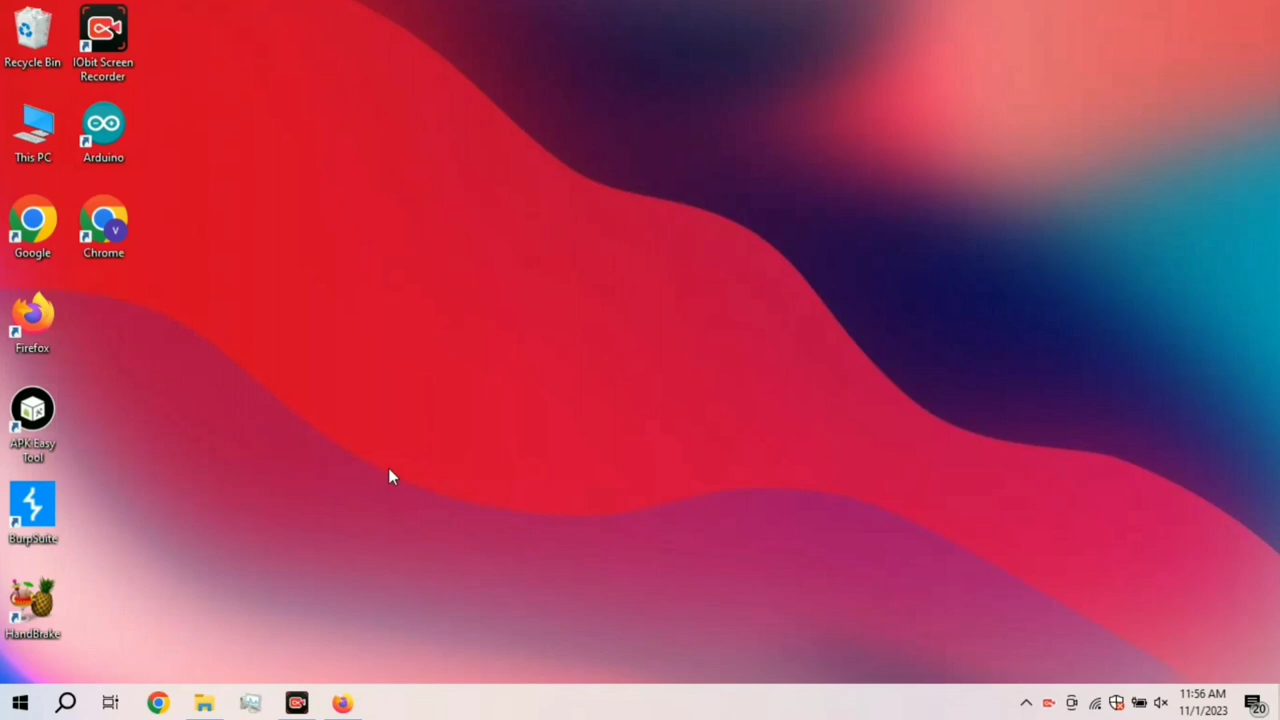 Recycle Bin
IObit Screen
Recorder
This PC
Arduino
Google
V
Chrome
Firefox
APK Easy
Tool
BurpSuite
HandBrake
11:56 AM
11/1/2023
20